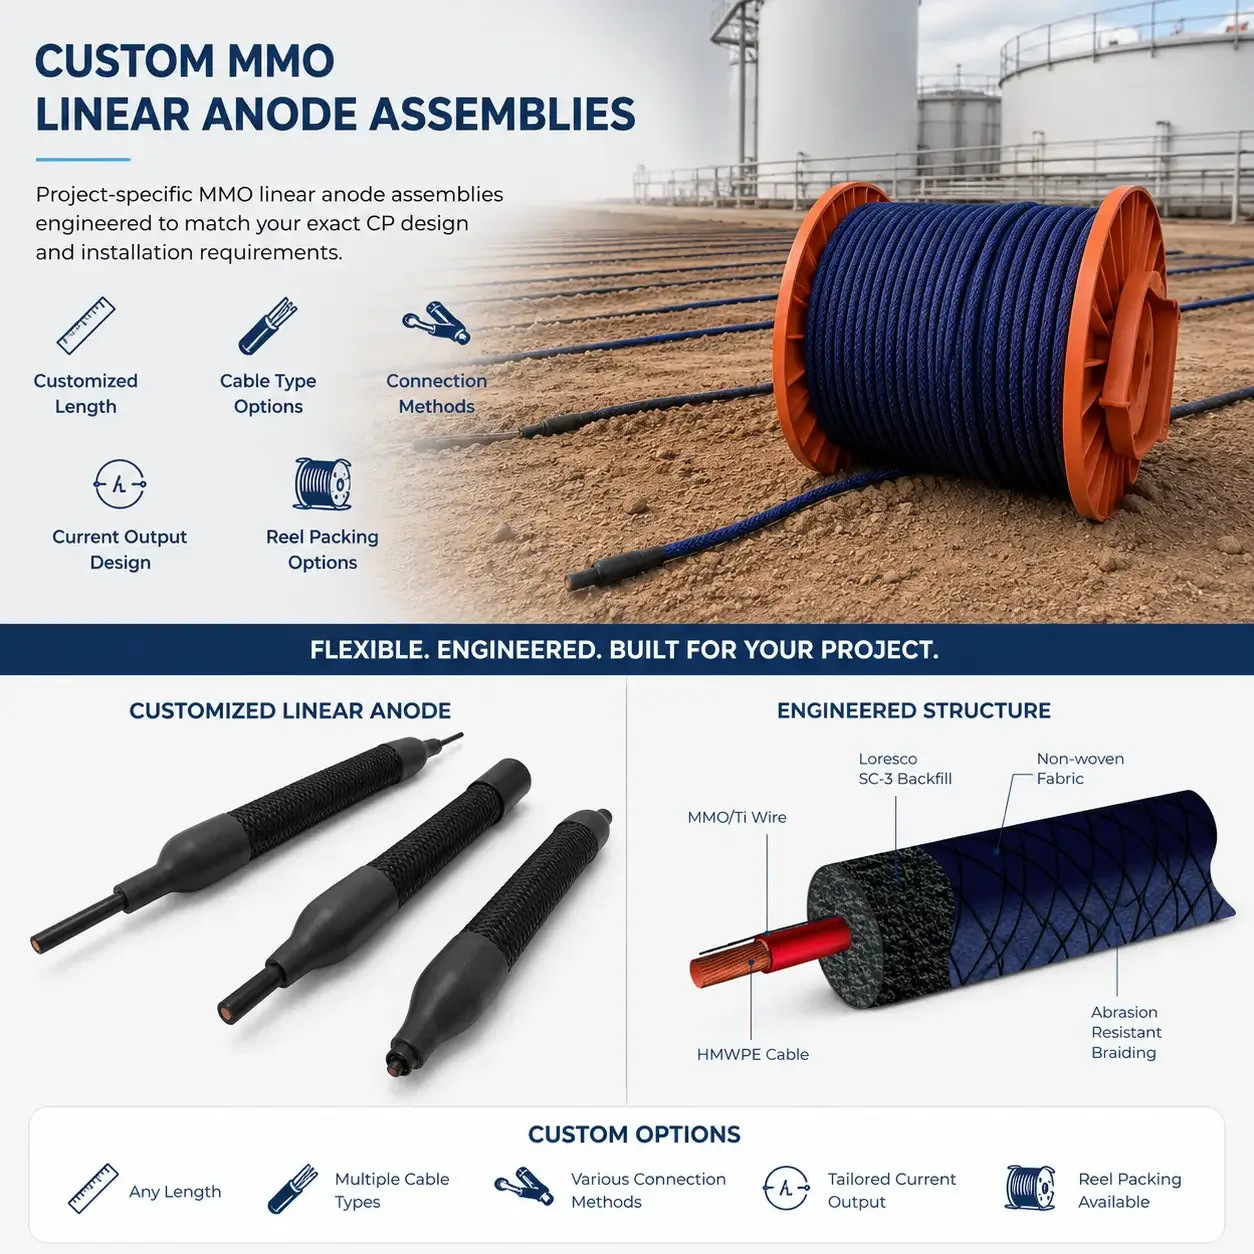 CUSTOM MMO
LINEAR ANODE ASSEMBLIES
Project-specific MMO linear anode assemblies
engineered to match your exact CP design
and installation requirements.
Customized
Length
Cable Type
Options
Connection
Methods
Current Output
Design
Reel Packing
Options
FLEXIBLE. ENGINEERED. BUILT FOR YOUR PROJECT.
CUSTOMIZED LINEAR ANODE
ENGINEERED STRUCTURE
Loresco
SC-3 Backfill
Non-woven
Fabric
MMO/Ti Wire
HMWPE Cable
Abrasion
Resistant
Braiding
CUSTOM OPTIONS
Any Length
Multiple Cable
Types
Various Connection
Methods
Tailored Current
Output
Reel Packing
Available